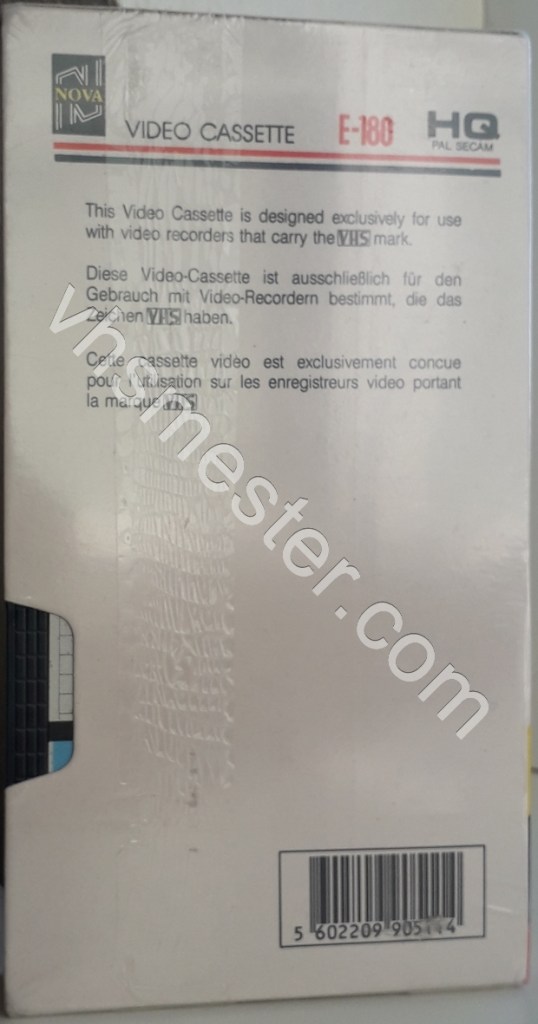 NOVA
VIDEO CASSETTE E-180 HQ
PAL SECAM
This Video Cassette is designed exclusively for use
with video recorders that carry the VHS mark.
Diese Video-Cassette ist ausschließlich für den
Gebrauch mit Video-Recordern bestimmt, die das
Zeichen VHS haben.
Cette cassette vidéo est exclusivement concue
pour l'utilisation sur les enregistreurs video portant
la marque VHS
vhsmester.com
5 602209